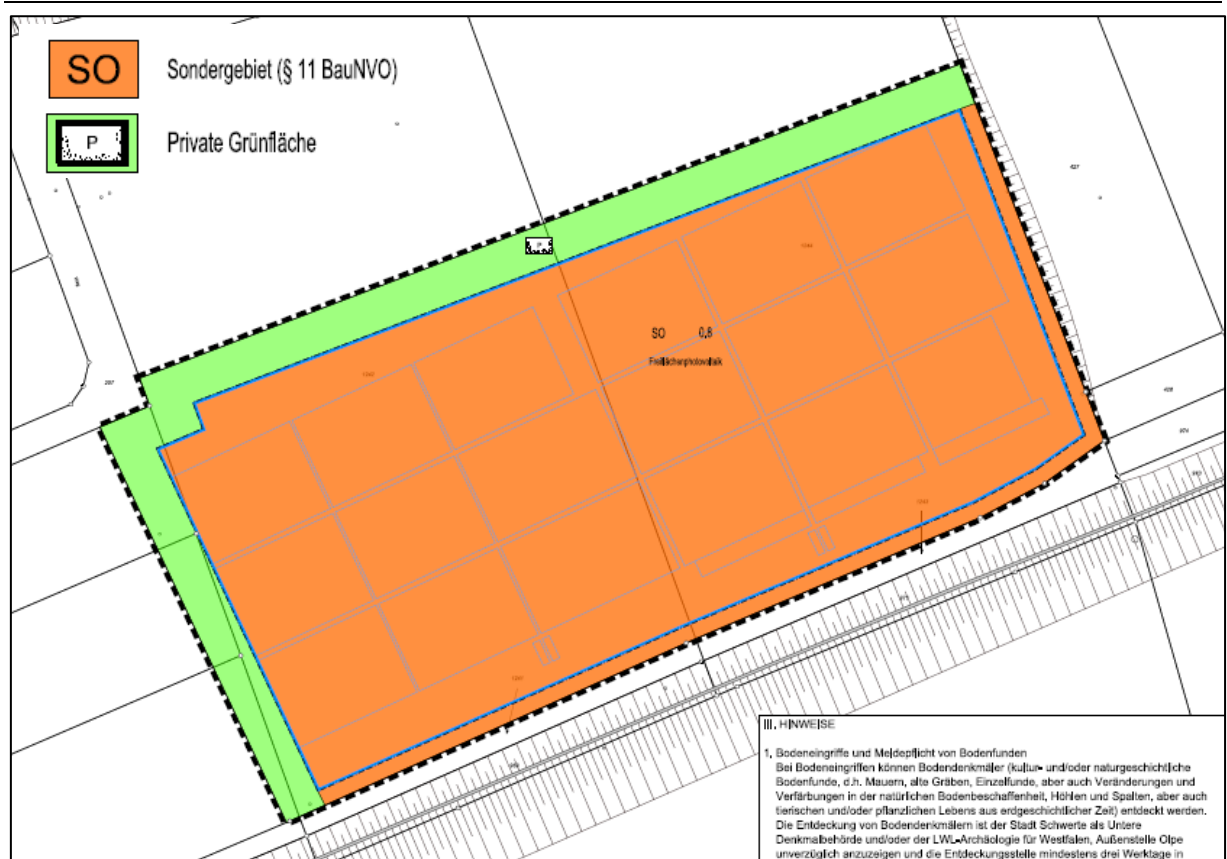 SO
Sondergebiet (§ 11 BauNVO)
P
Private Grünfläche
P
SO 0,8
Freiflächenphotovoltaik
III. HINWEISE
1. Bodeneingriffe und Meldepflicht von Bodenfunden
Bei Bodeneingriffen können Bodendenkmäler (kultur- und/oder naturgeschichtliche
Bodenfunde, d.h. Mauern, alte Gräben, Einzelfunde, aber auch Veränderungen und
Verfärbungen in der natürlichen Bodenbeschaffenheit, Höhlen und Spalten, aber auch
tierischen und/oder pflanzlichen Lebens aus erdgeschichtlicher Zeit) entdeckt werden.
Die Entdeckung von Bodendenkmälern ist der Stadt Schwerte als Untere
Denkmalbehörde und/oder der LWL-Archäologie für Westfalen, Außenstelle Olpe
unverzüglich anzuzeigen und die Entdeckungsstelle mindestens drei Werktage in